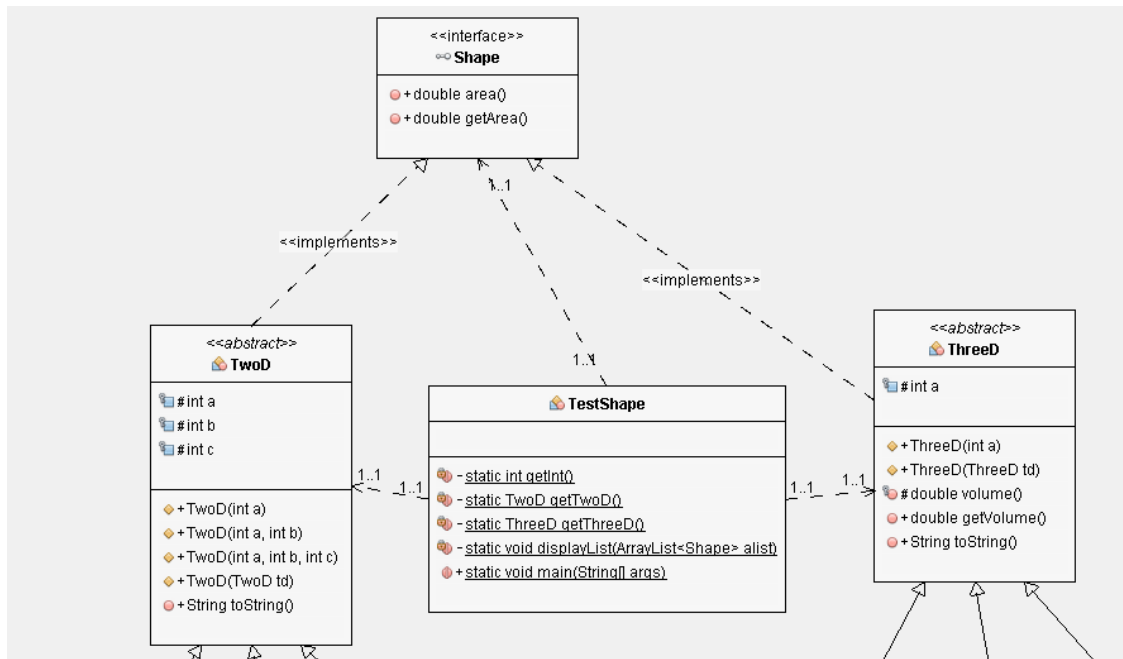 <<interface>>
Shape
+ double area()
+ double getArea()
1..1
<<implements>>
<<implements>>
1..1
<<abstract>>
TwoD
# int a
# int b
# int c
+ TwoD(int a)
+ TwoD(int a, int b)
+ TwoD(int a, int b, int c)
+ TwoD(TwoD td)
+ String toString()
1..1
1..1
TestShape
- static int getInt()
- static TwoD getTwoD()
- static ThreeD getThreeD()
- static void displayList(ArrayList<Shape> alist)
+ static void main(String[] args)
1..1
1..1
<<abstract>>
ThreeD
# int a
+ ThreeD(int a)
+ ThreeD(ThreeD td)
# double volume()
+ double getVolume()
+ String toString()